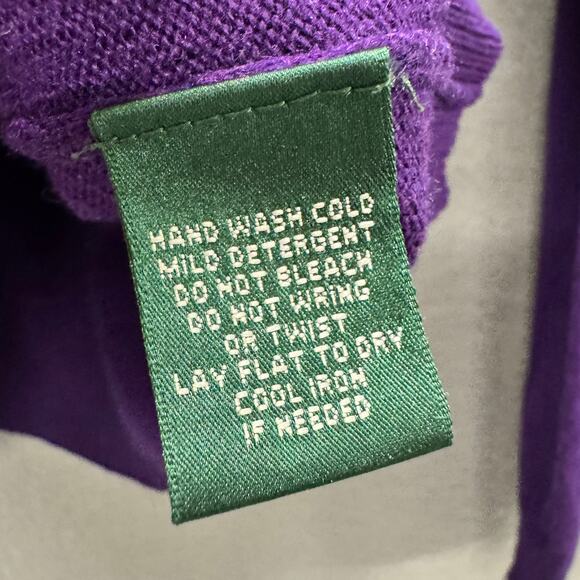 HAND WASH COLD
MILD DETERGENT
DO NOT BLEACH
DO NOT WRING
OR TWIST
LAY FLAT TO DRY
COOL IRON
IF NEEDED